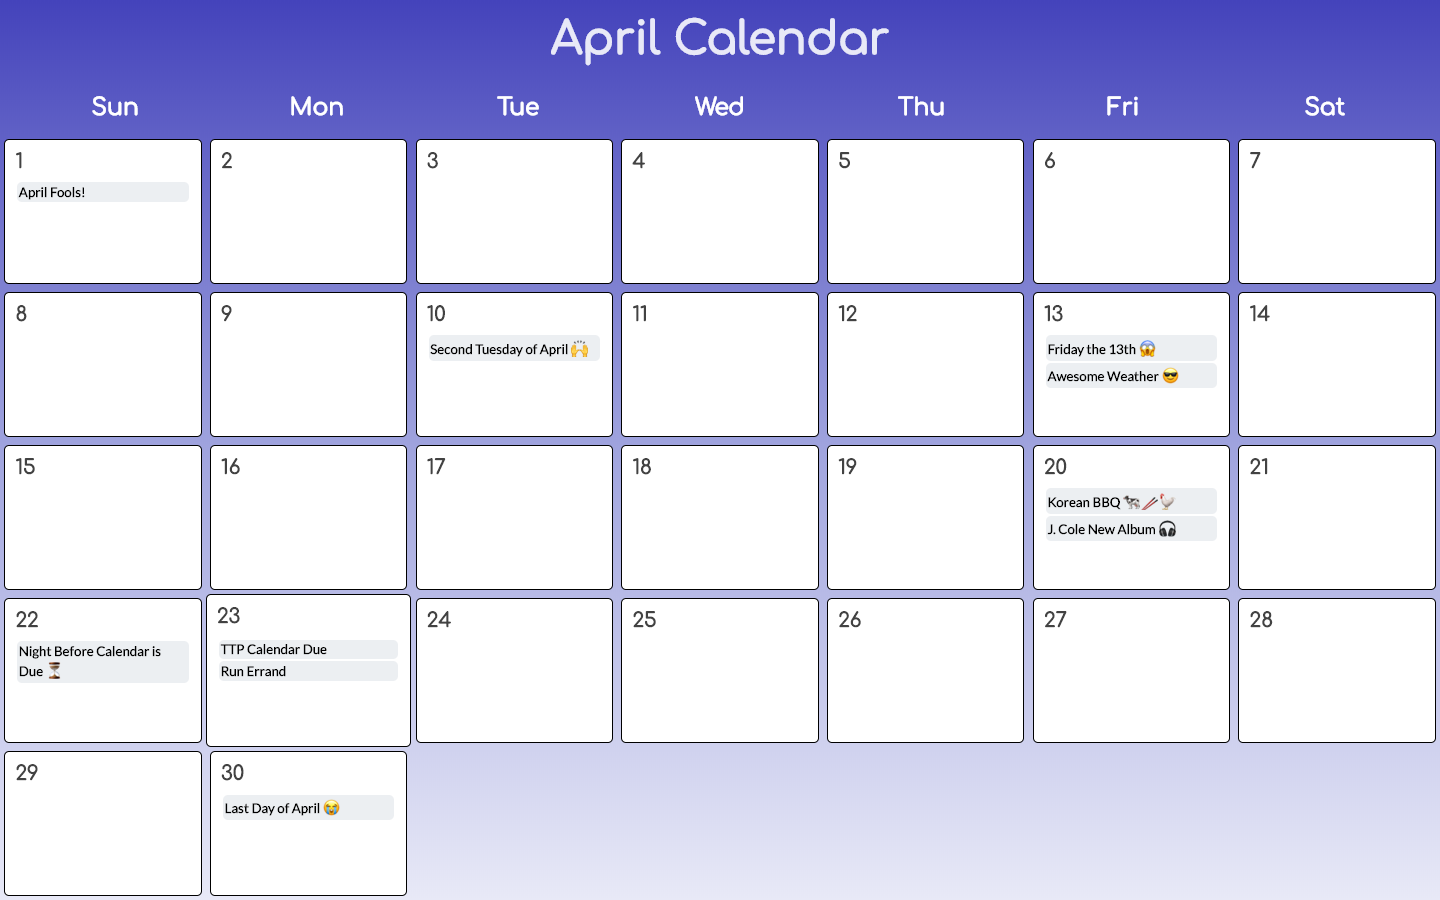 April Calendar
Sun Mon Tue Wed Thu Fri Sat
1 2 3 4 5 6 7
April Fools!
8 9 10 11 12 13 14
Second Tuesday of April 🙌 Friday the 13th 😱
Awesome Weather 😎
15 16 17 18 19 20 21
Korean BBQ 🐄🥢🐓
J. Cole New Album 🎧
22 23 24 25 26 27 28
Night Before Calendar is
Due ⏳
TTP Calendar Due
Run Errand
29 30
Last Day of April 😭